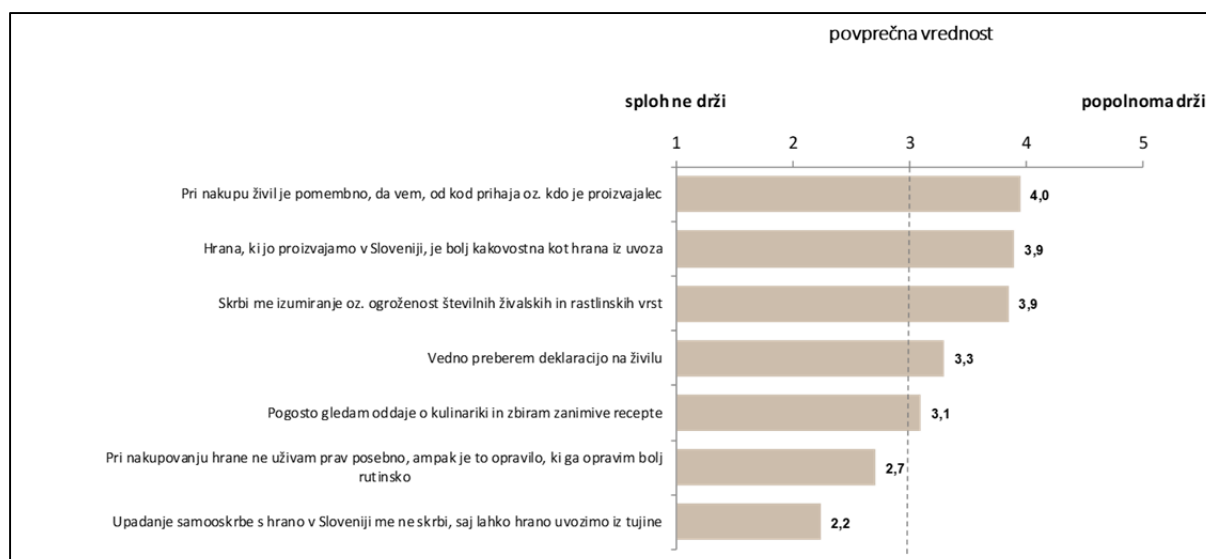 povprečna vrednost
sploh ne drži
popolnoma drži
1 2 3 4 5
Pri nakupu živil je pomembno, da vem, od kod prihaja oz. kdo je proizvajalec
4,0
Hrana, ki jo proizvajamo v Sloveniji, je bolj kakovostna kot hrana iz uvoza
3,9
Skrbi me izumiranje oz. ogroženost številnih živalskih in rastlinskih vrst
3,9
Vedno preberem deklaracijo na živilu
3,3
Pogosto gledam oddaje o kulinariki in zbiram zanimive recepte
3,1
Pri nakupovanju hrane ne uživam prav posebno, ampak je to opravilo, ki ga opravim bolj
rutinsko
2,7
Upadanje samooskrbe s hrano v Sloveniji me ne skrbi, saj lahko hrano uvozimo iz tujine
2,2